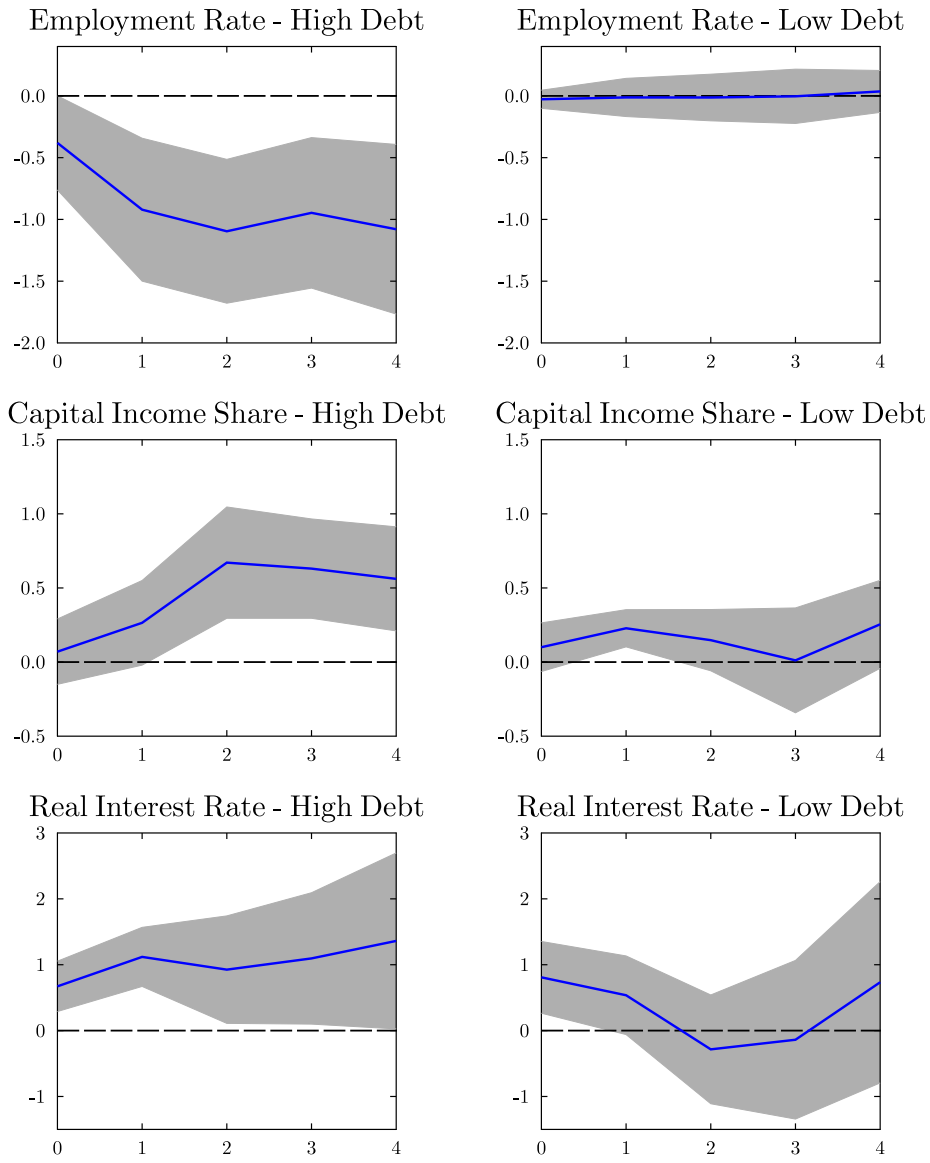 Employment Rate - High Debt
0.0
-0.5
-1.0
-1.5
-2.0
0 1 2 3 4
Employment Rate - Low Debt
0.0
-0.5
-1.0
-1.5
-2.0
0 1 2 3 4
Capital Income Share - High Debt
1.5
1.0
0.5
0.0
-0.5
0 1 2 3 4
Capital Income Share - Low Debt
1.5
1.0
0.5
0.0
-0.5
0 1 2 3 4
Real Interest Rate - High Debt
3
2
1
0
-1
0 1 2 3 4
Real Interest Rate - Low Debt
3
2
1
0
-1
0 1 2 3 4